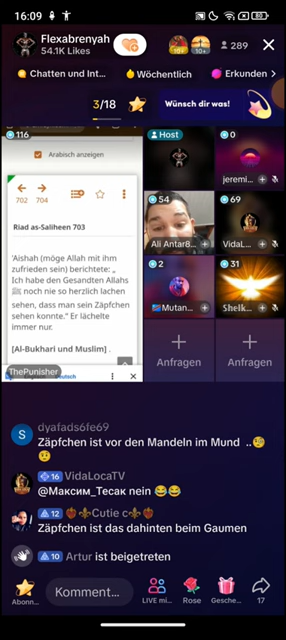 16:09
80
Flexabrenyah
54.1K Likes
10+
10+
289
Chatten und Int...
Wöchentlich
Erkunden
3/18
Wünsch dir was!
116
Arabisch anzeigen
702
704
Riad as-Saliheen 703
'Aishah (möge Allah mit ihm
zufrieden sein) berichtete: „
Ich habe den Gesandten Allahs
noch nie so herzlich lachen
sehen, dass man sein Zäpfchen
sehen konnte.“ Er lächelte
immer nur.
[Al-Bukhari und Muslim] .
ThePunisher
Host
0
jeremi...
54
Ali Antar8...
69
VidaL...
2
Mutan...
31
Shelk...
Anfragen
Anfragen
S
dyafads6fe69
Zäpfchen ist vor den Mandeln im Mund ..
16 VidaLocaTV
@Максим_Тесак nein
12 Cutie c
Zäpfchen ist das dahinten beim Gaumen
10 Artur ist beigetreten
Abonn...
Komment...
LIVE mi...
Rose
Gesche...
17